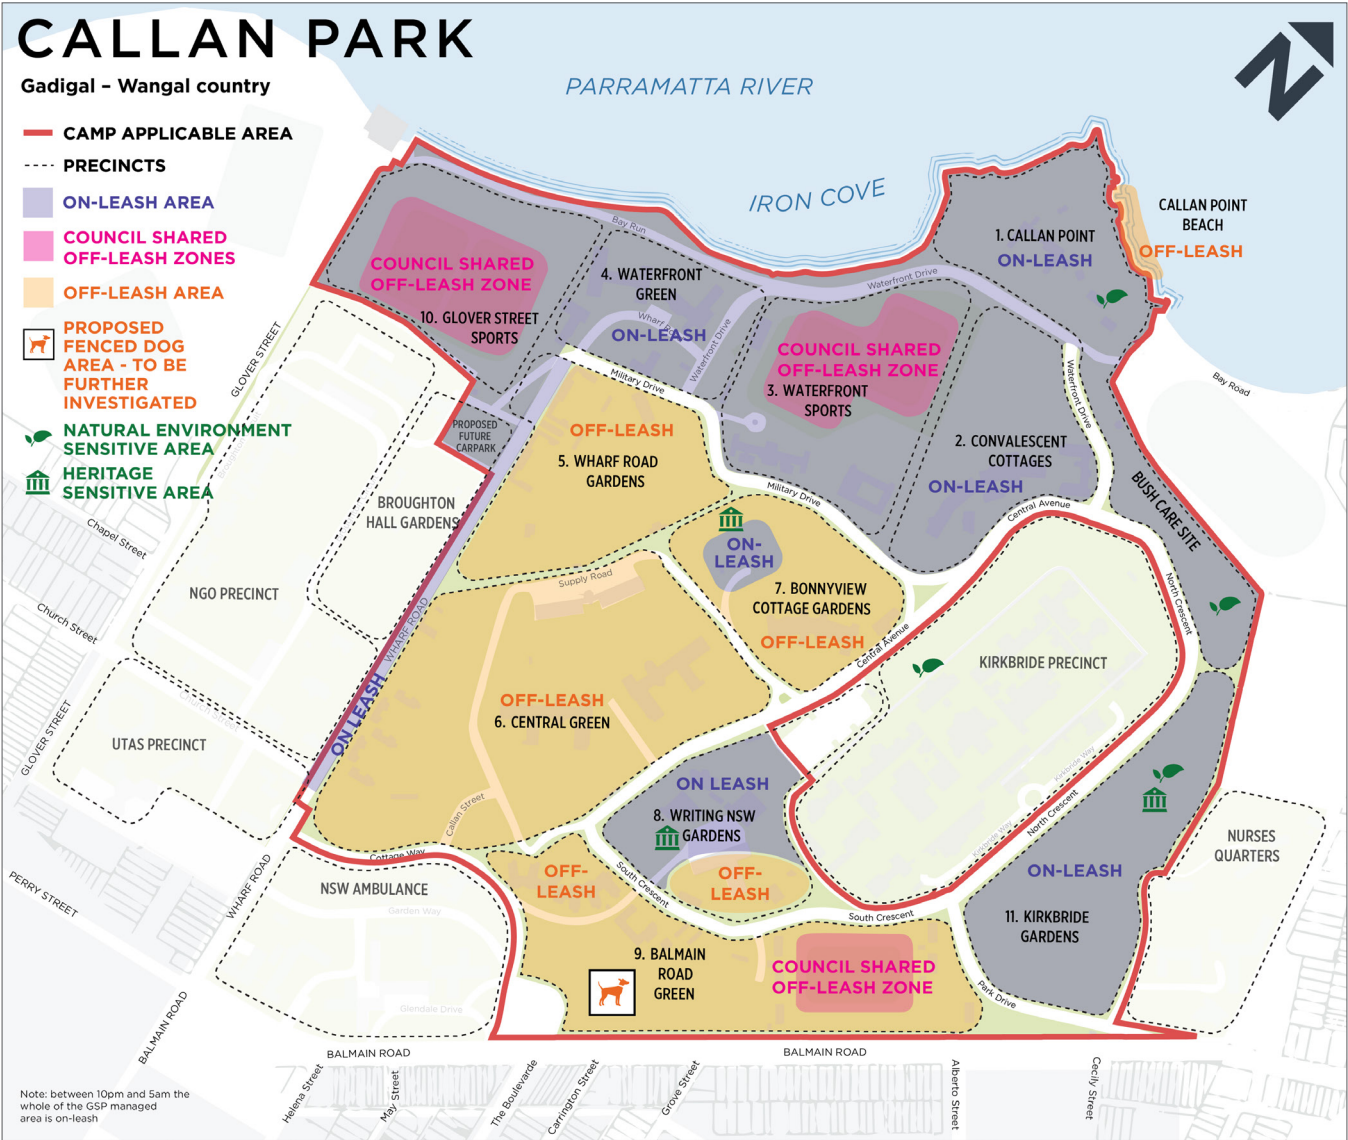 CALLAN PARK
Gadigal – Wangal country
CAMP APPLICABLE AREA
PRECINCTS
ON-LEASH AREA
COUNCIL SHARED
OFF-LEASH ZONES
OFF-LEASH AREA
PROPOSED
FENCED DOG
AREA - TO BE
FURTHER
INVESTIGATED
NATURAL ENVIRONMENT
SENSITIVE AREA
HERITAGE
SENSITIVE AREA
PARRAMATTA RIVER
IRON COVE
N
CALLAN POINT
BEACH
OFF-LEASH
1. CALLAN POINT
ON-LEASH
Bay Run
COUNCIL SHARED
OFF-LEASH ZONE
10. GLOVER STREET
SPORTS
4. WATERFRONT
GREEN
ON-LEASH
Waterfront Drive
Waterfront Drive
Waterfront Drive
COUNCIL SHARED
OFF-LEASH ZONE
3. WATERFRONT
SPORTS
Bay Road
GLOVER STREET
Military Drive
PROPOSED
FUTURE
CARPARK
OFF-LEASH
5. WHARF ROAD
GARDENS
2. CONVALESCENT
COTTAGES
ON-LEASH
Military Drive
Central Avenue
BUSH CARE SITE
BROUGHTON
HALL GARDENS
Chapel Street
ON-
LEASH
7. BONNYVIEW
COTTAGE GARDENS
OFF-LEASH
Supply Road
NGO PRECINCT
Church Street
WHARF ROAD
ON LEASH
Central Avenue
North Crescent
KIRKBRIDE PRECINCT
OFF-LEASH
6. CENTRAL GREEN
Church Street
UTAS PRECINCT
GLOVER STREET
ON LEASH
8. WRITING NSW
GARDENS
Kirkbride Way
Kirkbride Way
North Crescent
Callan Street
Cottage Way
NURSES
QUARTERS
OFF-
LEASH
OFF-
LEASH
South Crescent
South Crescent
ON-LEASH
11. KIRKBRIDE
GARDENS
NSW AMBULANCE
Garden Way
Glendale Drive
WHARF ROAD
PERRY STREET
9. BALMAIN
ROAD
GREEN
COUNCIL SHARED
OFF-LEASH ZONE
Park Drive
BALMAIN ROAD
BALMAIN ROAD
BALMAIN ROAD
Helena Street
May Street
The Boulevarde
Carrington Street
Grove Street
Alberto Street
Cecily Street
Note: between 10pm and 5am the
whole of the GSP managed
area is on-leash